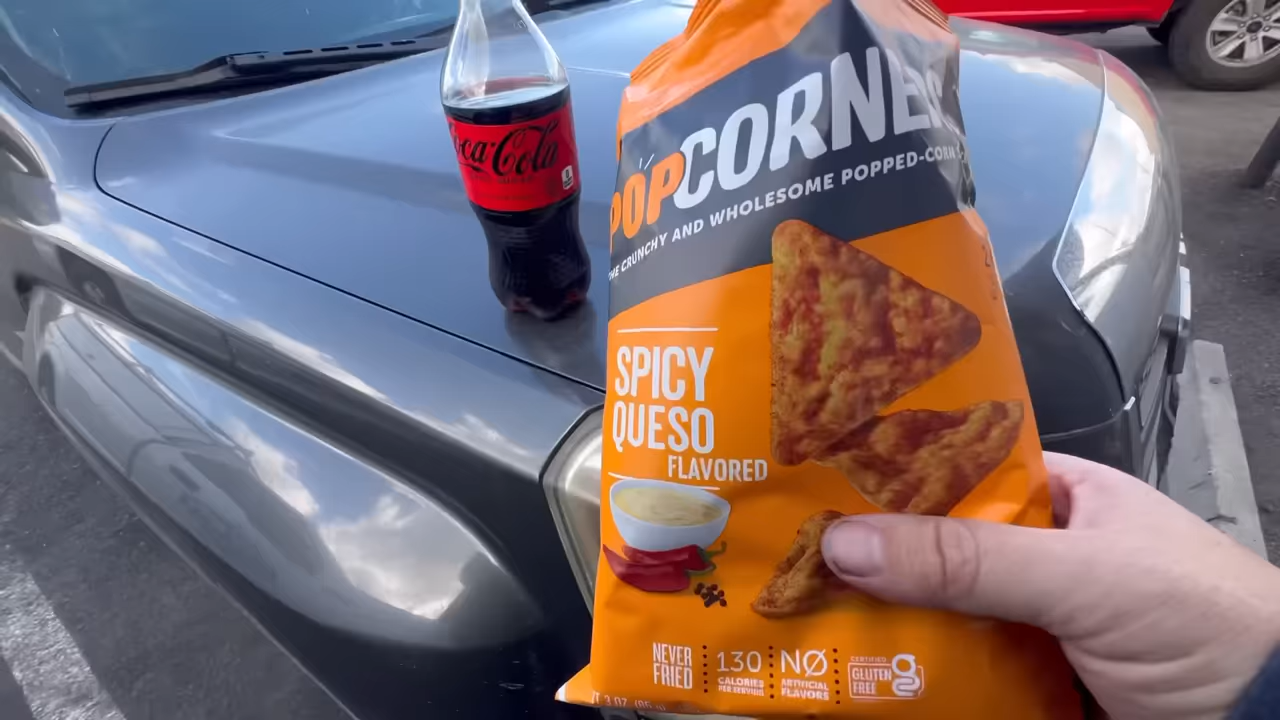 Coca-Cola
POPCORNERS
THE CRUNCHY AND WHOLESOME POPPED-CORN
SPICY
QUESO
FLAVORED
NEVER
FRIED
130
CALORIES
PER SERVING
NØ
ARTIFICIAL
FLAVORS
CERTIFIED
GLUTEN
FREE
g